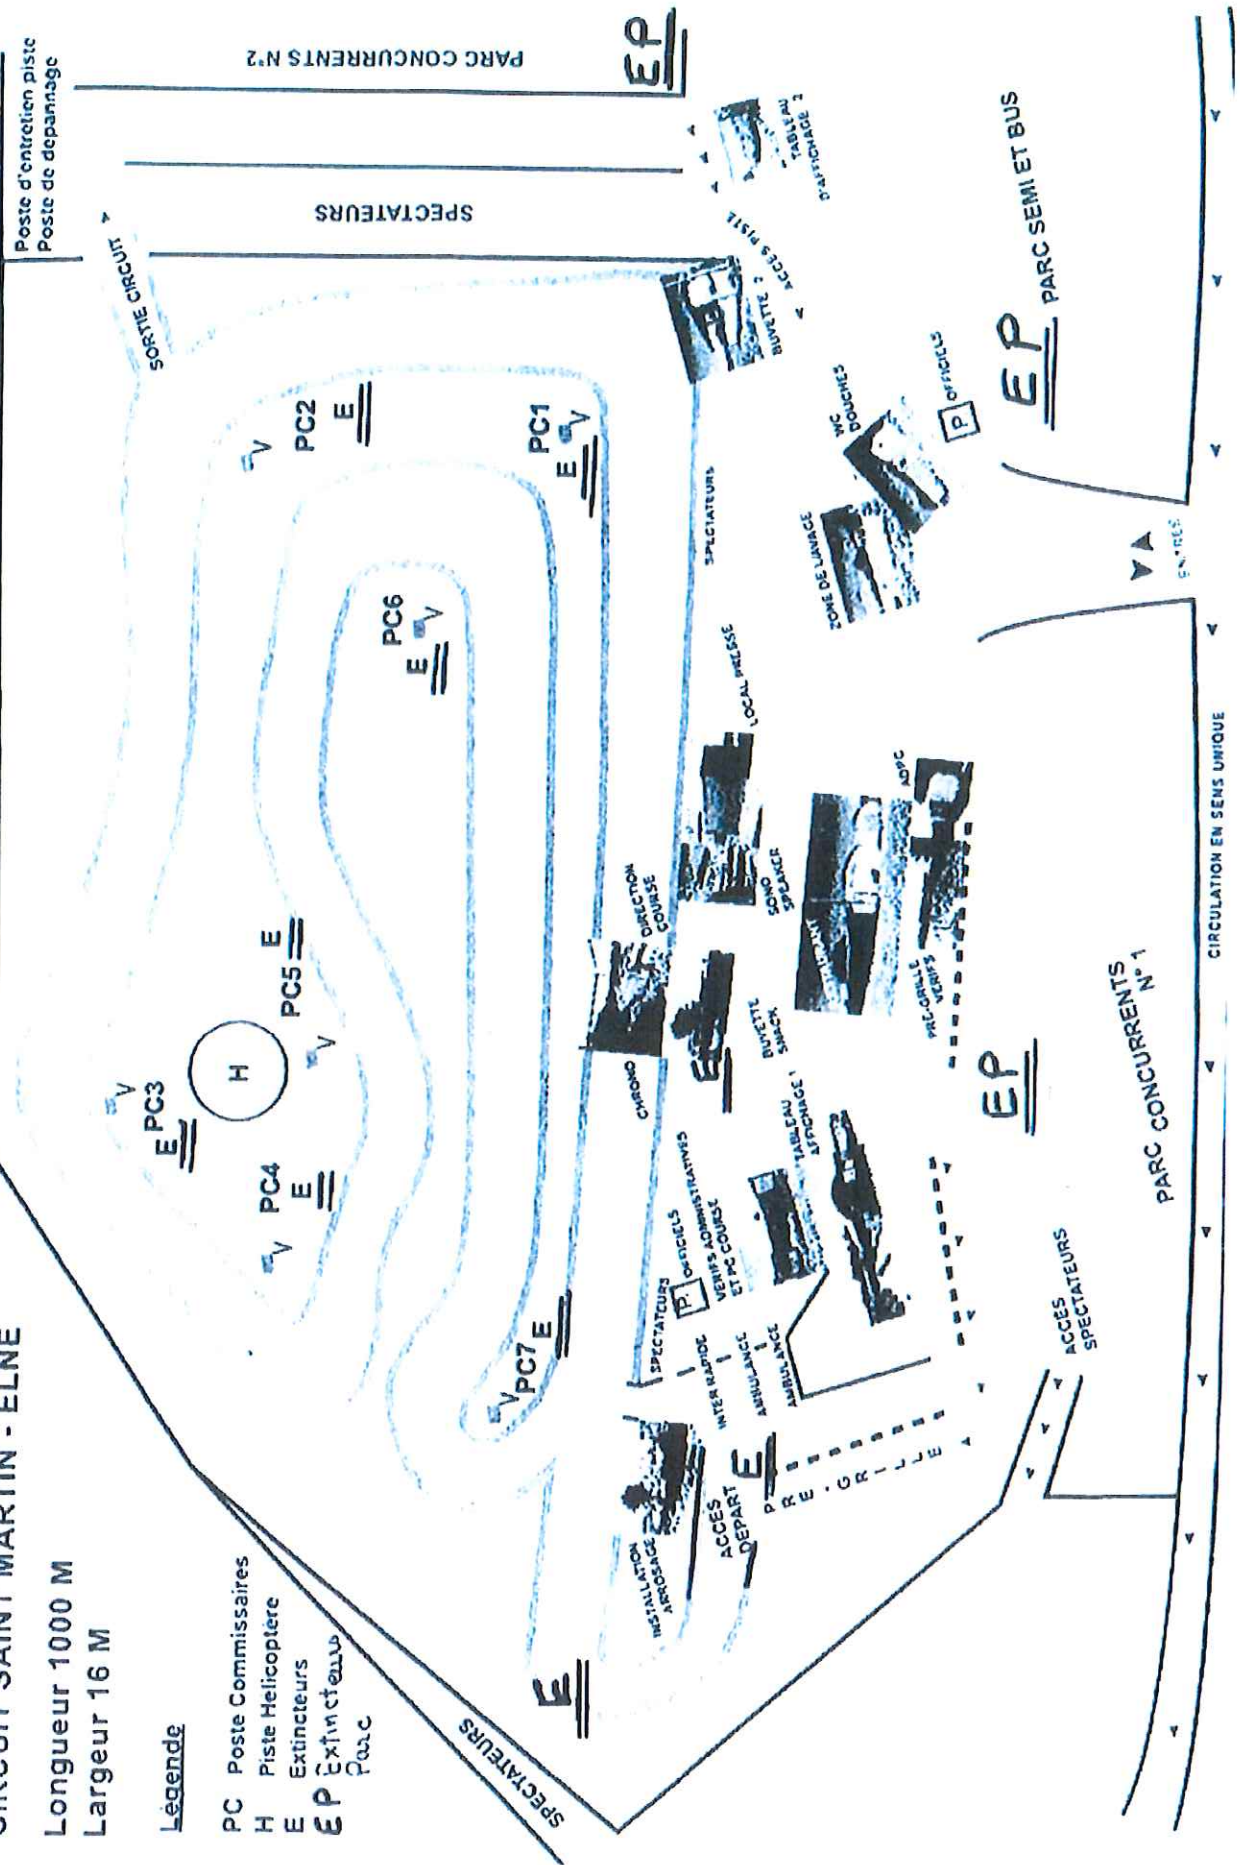 CIRCUIT SAINT MARTIN - ELNE
Longueur 1000 M
Largeur 16 M
Légende
PC Poste Commissaires
H Piste Hélicoptère
E Extincteurs
EP Extincteurs
Parc
Poste d'entretien piste
Poste de depannage
SORTIE CIRCUIT
SPECTATEURS
PARC CONCURRENTS N°2
EP
V
PC3
E
H
V
PC4
E
PC5
E
V
V
PC2
E
PC6
V
E
PC1
V
E
V
PC7
E
E
SPECTATEURS
INSTALLATION
ARROSAGE
ACCÈS
DEPART
E
PRE-GRILLE
SPECTATEURS
P
OFFICIELS
VERIFS ADMINISTRATIVES
ET PC COURSE
INTER RAPIDE
AMBULANCE
AMBULANCE
TABLEAU
AFFICHAGE 1
CHRONO
DIRECTION
COURSE
E
BUVETTE
SNACK
SONO
SPEAKER
LOCAL PRESSE
SPECTATEURS
PRE-GRILLE
VERIFS
ADPC
ZONE DE LAVAGE
WC
DOUCHES
P
OFFICIELS
BUVETTE 2
ACCES PISTE
TABLEAU
D'AFFICHAGE 2
EP
PARC SEMI ET BUS
EP
PARC CONCURRENTS
N° 1
ACCÈS
SPECTATEURS
ENTREE
CIRCULATION EN SENS UNIQUE